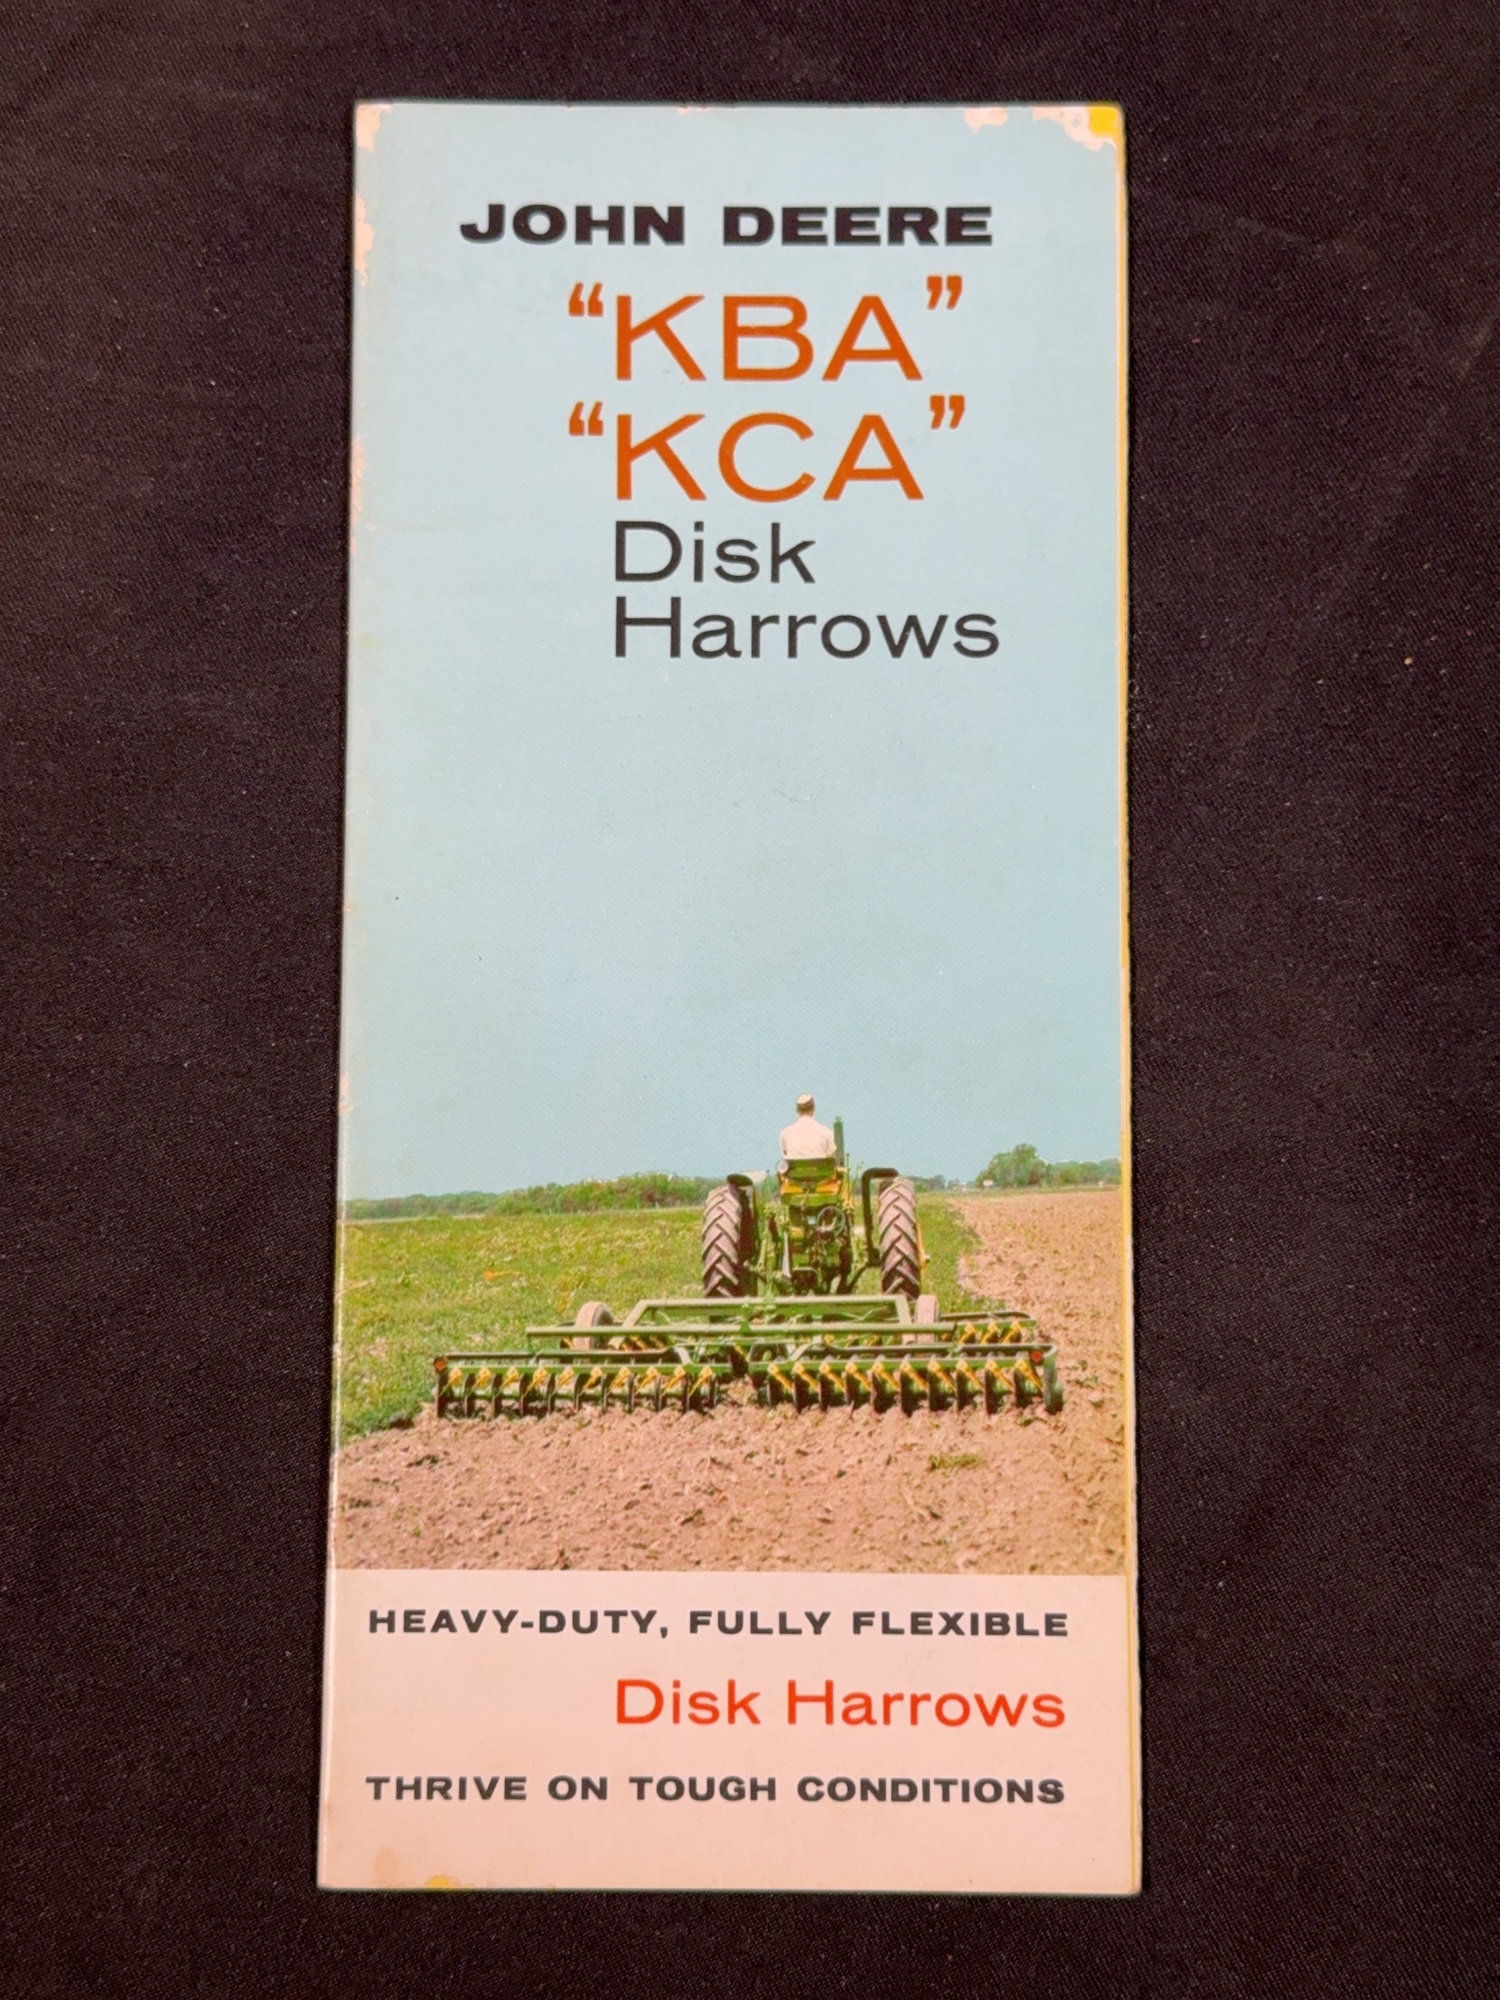 JOHN DEERE
“KBA”
“KCA”
Disk
Harrows
HEAVY-DUTY, FULLY FLEXIBLE
Disk Harrows
THRIVE ON TOUGH CONDITIONS